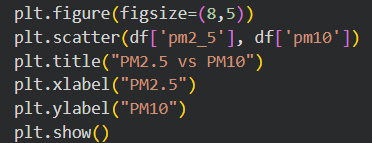 plt.figure(figsize=(8,5))
plt.scatter(df['pm2_5'], df['pm10'])
plt.title("PM2.5 vs PM10")
plt.xlabel("PM2.5")
plt.ylabel("PM10")
plt.show()